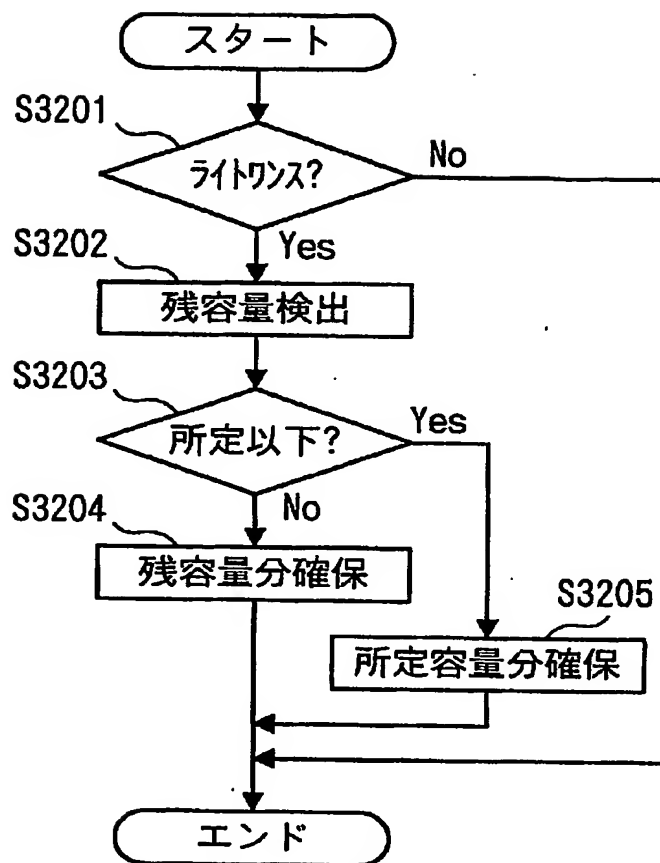 スタート
S3201
ライトワンス?
No
Yes
S3202
残容量検出
S3203
所定以下?
Yes
No
S3204
残容量分確保
S3205
所定容量分確保
エンド